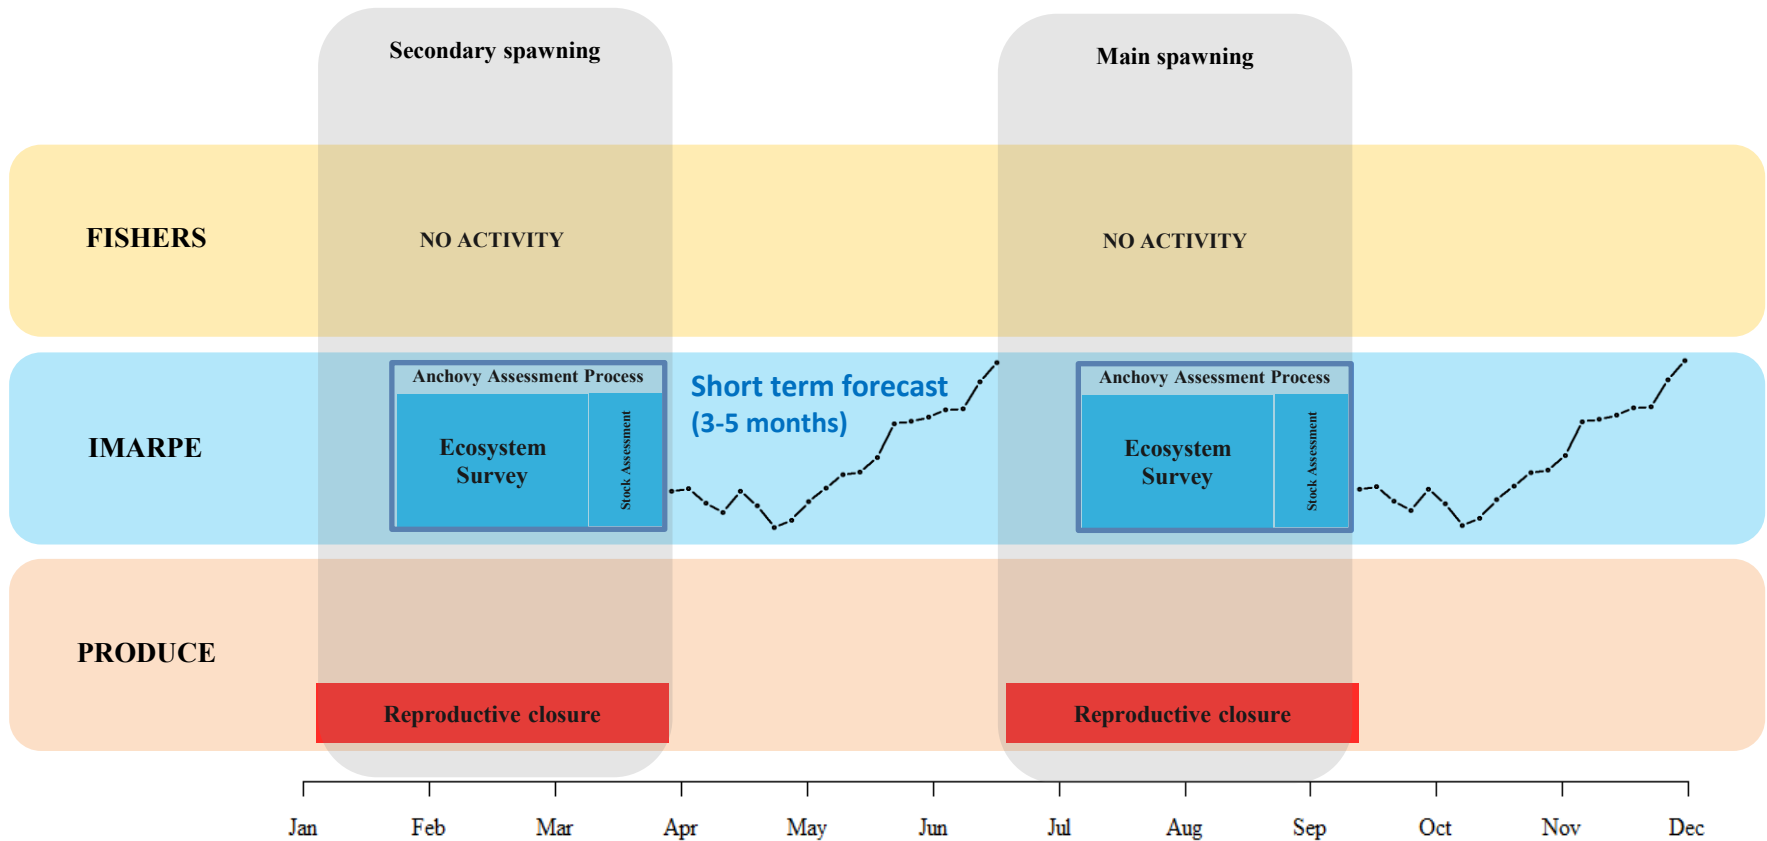 Secondary spawning
Main spawning
FISHERS
NO ACTIVITY
NO ACTIVITY
IMARPE
Anchovy Assessment Process
Ecosystem
Survey
Stock Assessment
Short term forecast
(3-5 months)
Anchovy Assessment Process
Ecosystem
Survey
Stock Assessment
PRODUCE
Reproductive closure
Reproductive closure
Jan Feb Mar Apr May Jun Jul Aug Sep Oct Nov Dec